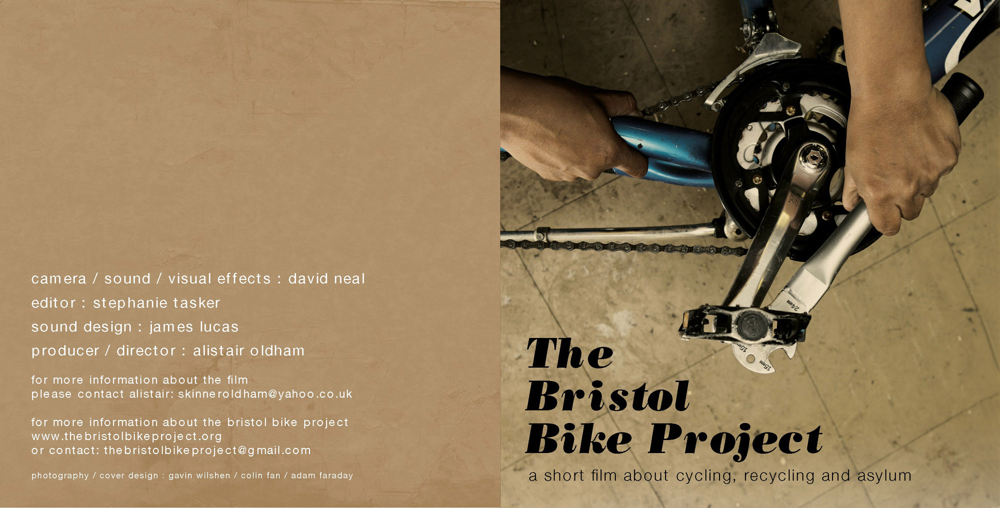 camera / sound / visual effects : david neal
editor : stephanie tasker
sound design : james lucas
producer / director : alistair oldham
for more information about the film
please contact alistair: skinneroldham@yahoo.co.uk
for more information about the bristol bike project
www.thebristolbikeproject.org
or contact: thebristolbikeproject@gmail.com
photography / cover design : gavin wilshen / colin fan / adam faraday
24MM
15MM
15MM
The
Bristol
Bike Project
a short film about cycling, recycling and asylum